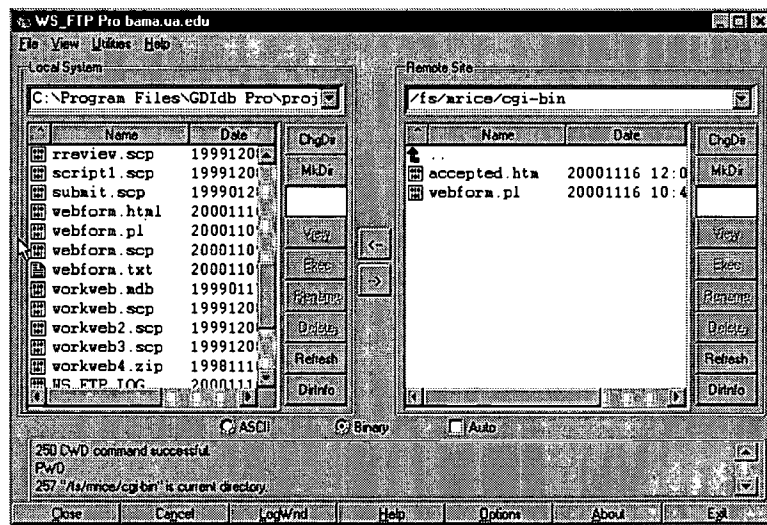 WS_FTP Pro bama.ua.edu
File View Utilities Help
Local System
C:\Program Files\GDIdb Pro\proj
Name Date
rreview.scp 1999120
script1.scp 1999120
submit.scp 1999012
webform.html 2000111
webform.pl 2000110
webform.scp 2000110
webform.txt 2000110
workweb.mdb 1999011
workweb.scp 1999120
workweb2.scp 1999120
workweb3.scp 1999120
workweb4.zip 1998111
WS_FTP.LOG 2000111
ChgDir
MkDir
View
Exec
Rename
Delete
Refresh
DirInfo
<-
->
Remote Site
/fs/mrice/cgi-bin
Name Date
..
accepted.htm 20001116 12:0
webform.pl 20001116 10:4
ChgDir
MkDir
View
Exec
Rename
Delete
Refresh
DirInfo
ASCII Binary Auto
250 CWD command successful.
PWD
257 "/fs/mrice/cgi-bin" is current directory.
Close Cancel LogWnd Help Options About Exit